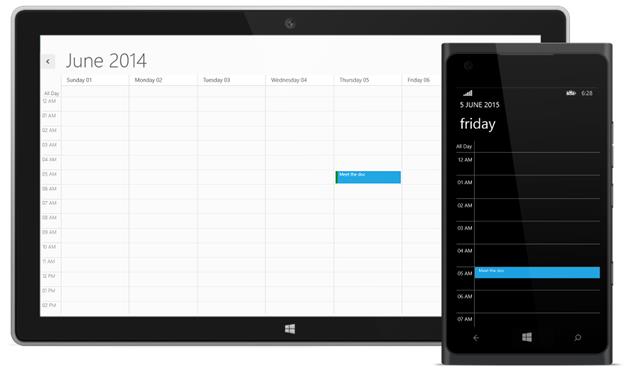 June 2014
Sunday 01 Monday 02 Tuesday 03 Wednesday 04 Thursday 05 Friday 06
All Day
12 AM
01 AM
02 AM
03 AM
04 AM
05 AM Meet the doc
06 AM
07 AM
08 AM
09 AM
10 AM
11 AM
12 PM
01 PM
02 PM
6:28
5 JUNE 2015
friday
All Day
12 AM
01 AM
02 AM
03 AM
04 AM
05 AM Meet the doc
06 AM
07 AM